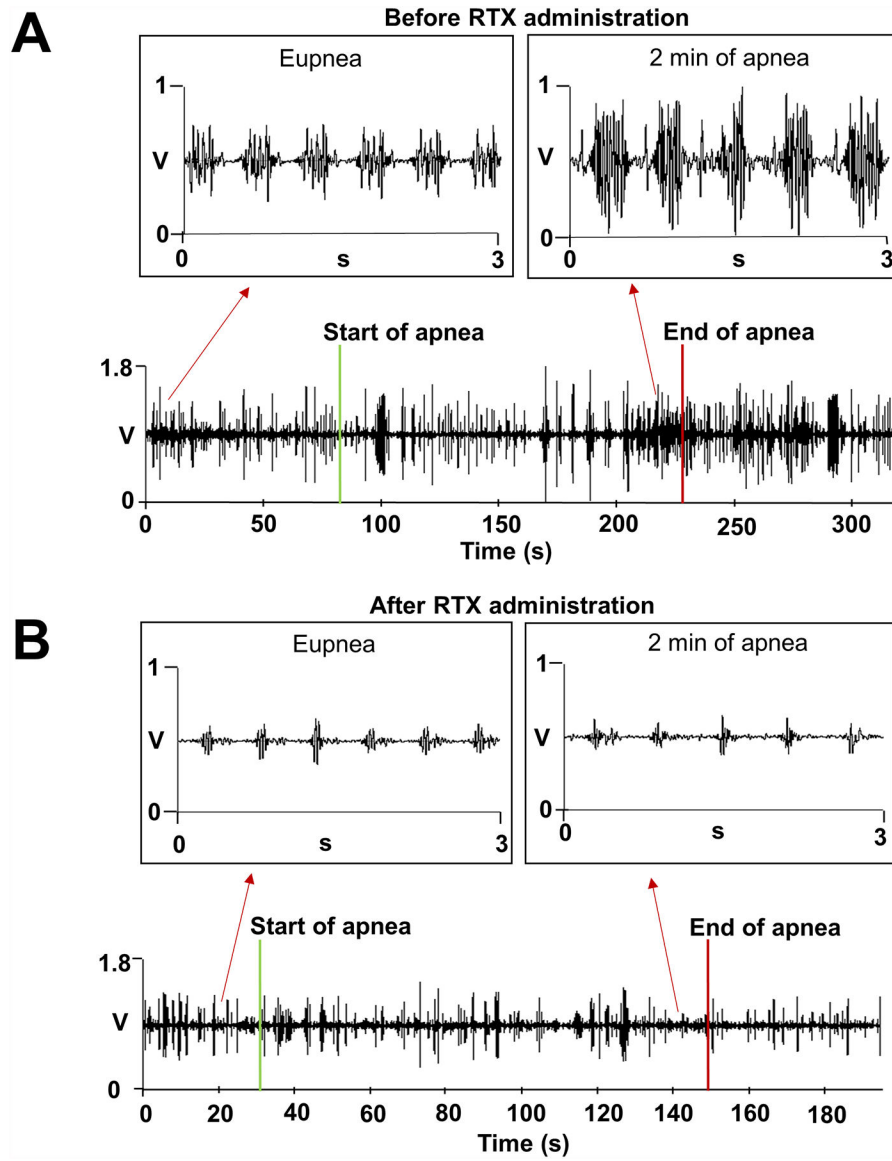 A
Before RTX administration
Eupnea
2 min of apnea
1
V
0
0
s
3
1
V
0
0
s
3
Start of apnea
End of apnea
1.8
V
0
0 50 100 150 200 250 300
Time (s)
B
After RTX administration
Eupnea
2 min of apnea
1
V
0
0
s
3
1
V
0
0
s
3
Start of apnea
End of apnea
1.8
V
0
0 20 40 60 80 100 120 140 160 180
Time (s)